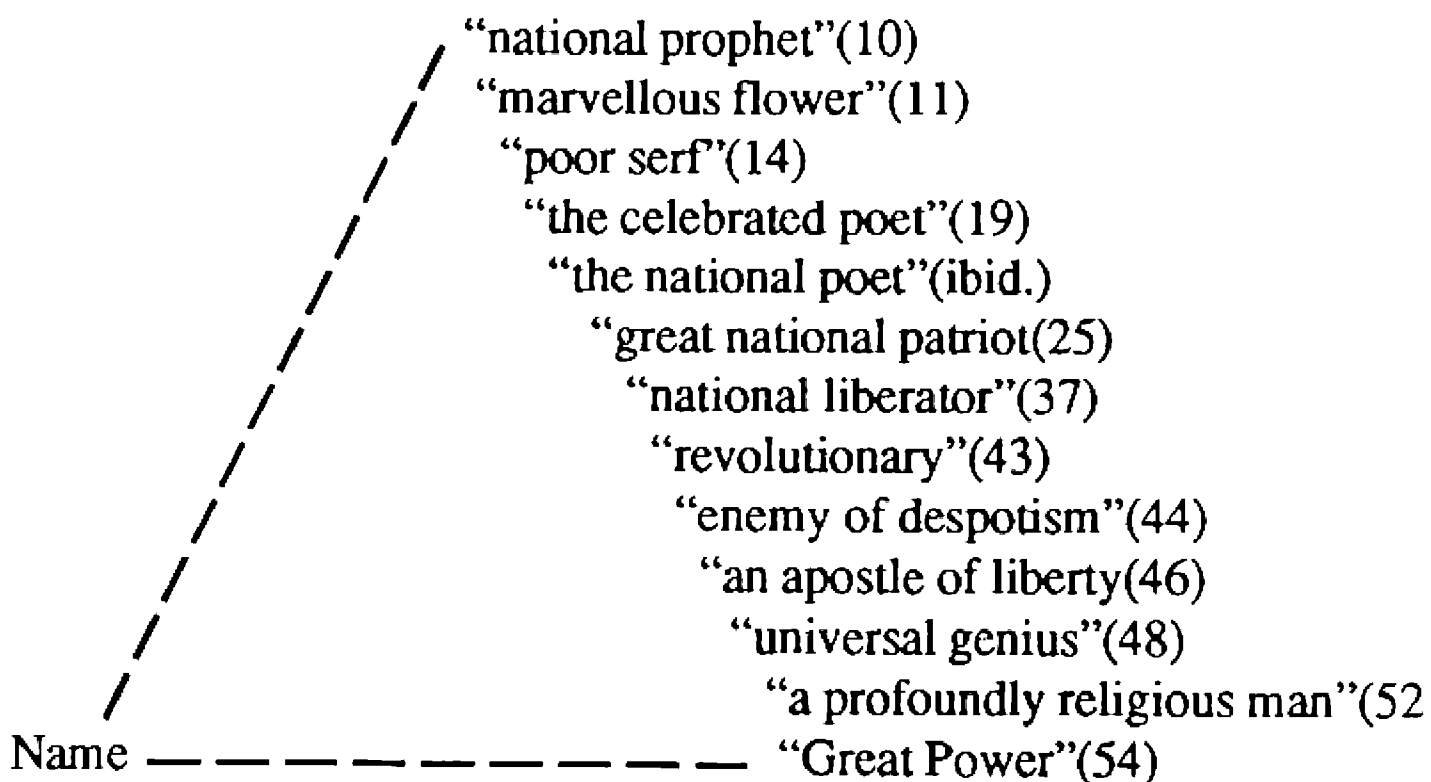 “national prophet”(10)
“marvellous flower”(11)
“poor serf”(14)
“the celebrated poet”(19)
“the national poet”(ibid.)
“great national patriot(25)
“national liberator”(37)
“revolutionary”(43)
“enemy of despotism”(44)
“an apostle of liberty(46)
“universal genius”(48)
“a profoundly religious man”(52
Name “Great Power”(54)